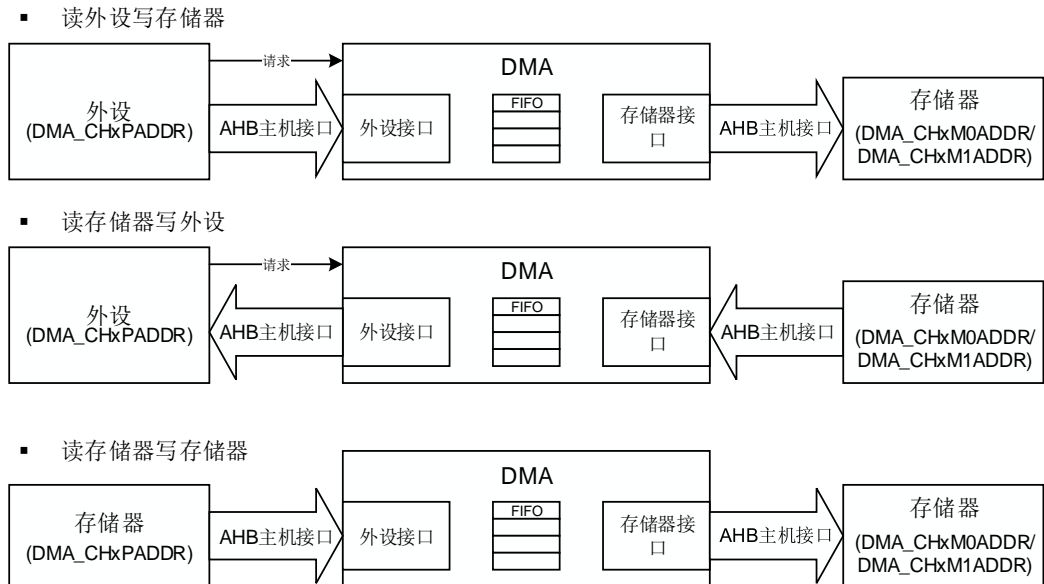 ▪ 读外设写存储器
请求
DMA
外设
(DMA_CHxPADDR)
AHB主机接口
外设接口
FIFO
存储器接
口
AHB主机接口
存储器
(DMA_CHxM0ADDR/
DMA_CHxM1ADDR)
▪ 读存储器写外设
请求
DMA
外设
(DMA_CHxPADDR)
AHB主机接口
外设接口
FIFO
存储器接
口
AHB主机接口
存储器
(DMA_CHxM0ADDR/
DMA_CHxM1ADDR)
▪ 读存储器写存储器
DMA
存储器
(DMA_CHxPADDR)
AHB主机接口
外设接口
FIFO
存储器接
口
AHB主机接口
存储器
(DMA_CHxM0ADDR/
DMA_CHxM1ADDR)